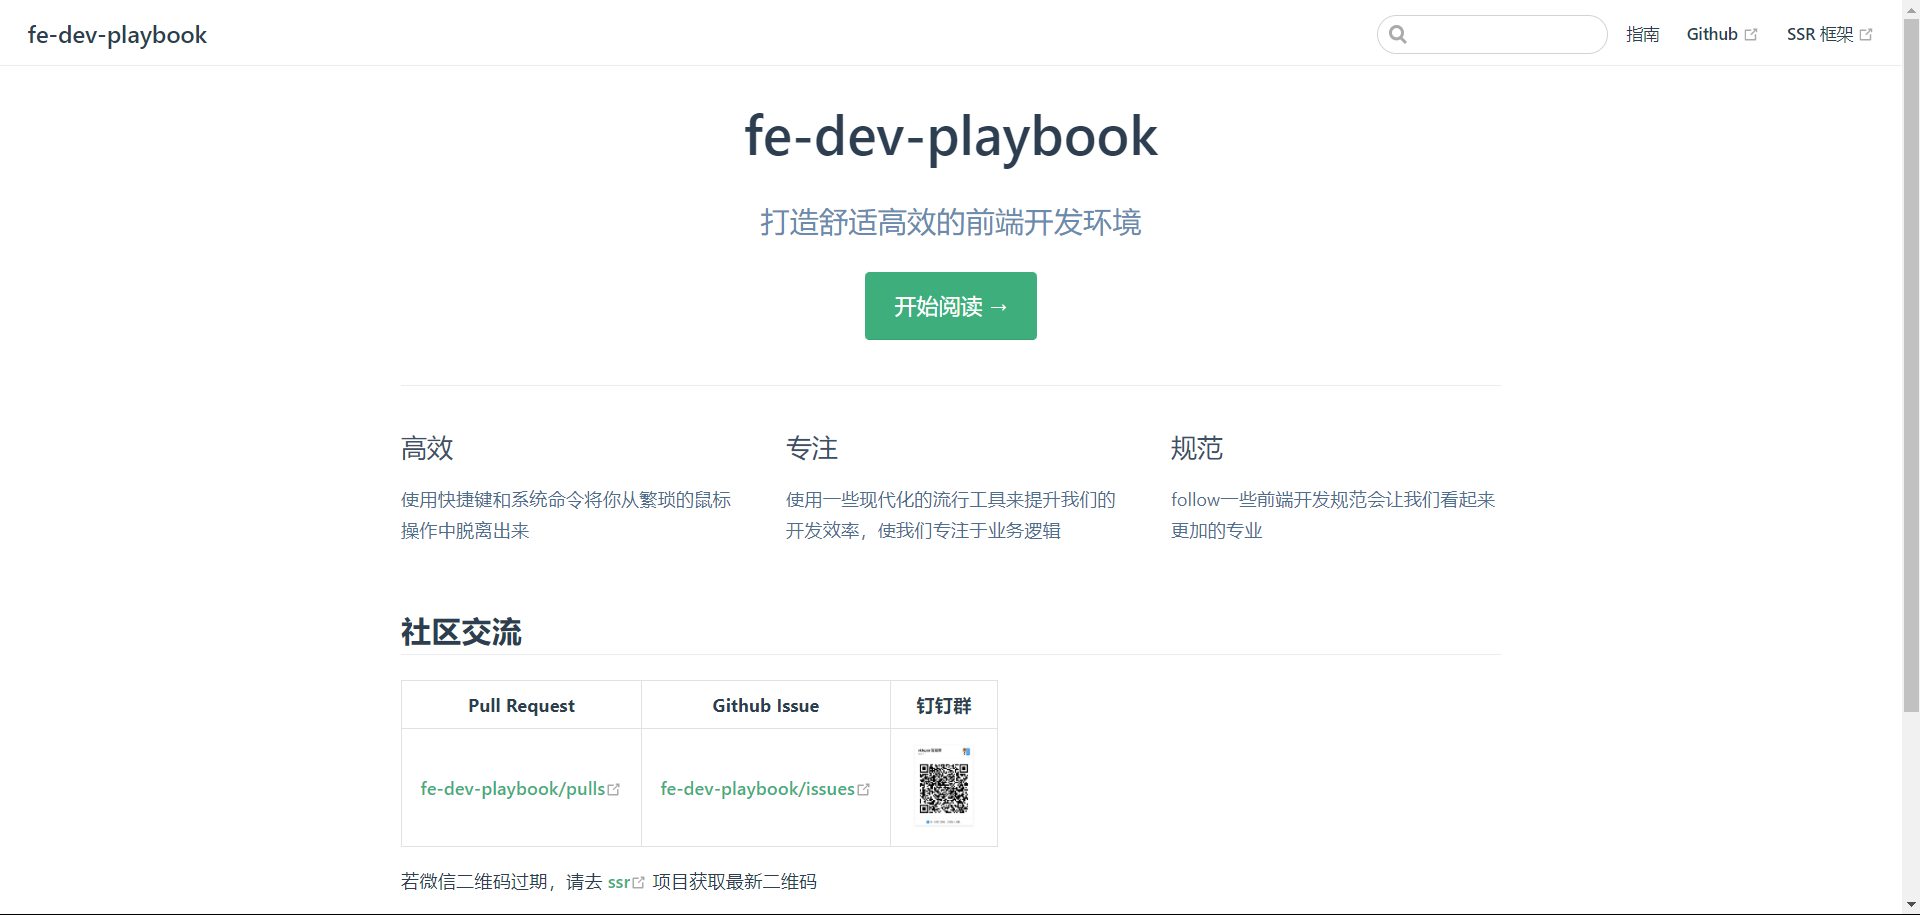 fe-dev-playbook
指南
Github
SSR 框架
fe-dev-playbook
打造舒适高效的前端开发环境
开始阅读 →
高效
使用快捷键和系统命令将你从繁琐的鼠标
操作中脱离出来
专注
使用一些现代化的流行工具来提升我们的
开发效率，使我们专注于业务逻辑
规范
follow一些前端开发规范会让我们看起来
更加的专业
社区交流
Pull Request
Github Issue
钉钉群
fe-dev-playbook/pulls
fe-dev-playbook/issues
若微信二维码过期，请去 ssr 项目获取最新二维码